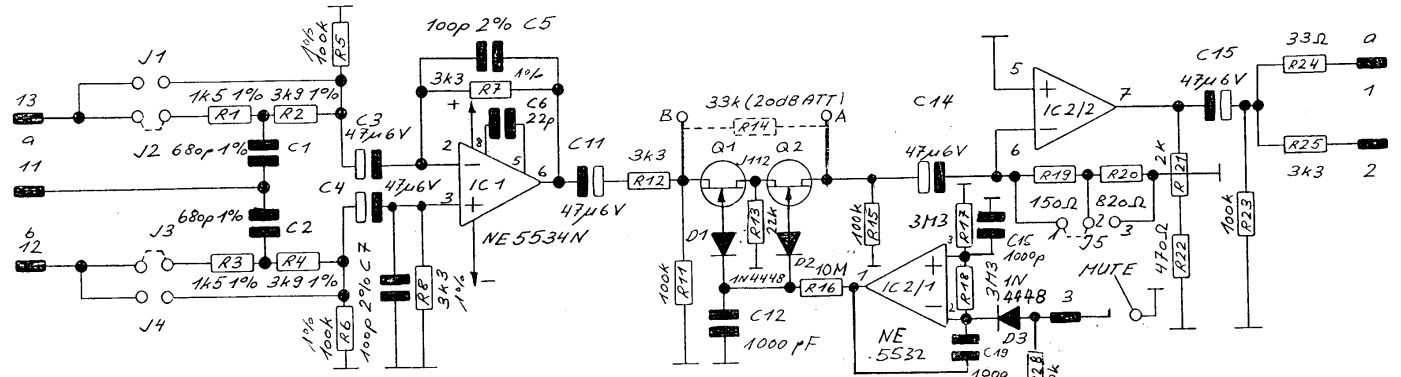 13
a
11
b
12
J1
J2
J3
J4
1k5 1%
R1
3k9 1%
R2
1%
100k
R5
680p 1%
C1
680p 1%
C2
R3
1k5 1%
R4
3k9 1%
1%
100k
R6
C3
47µ6V
C4
47µ6V
100p 2% C7
R8
3k3
1%
100p 2% C5
3k3
R7
1%
+
C6
22p
8
2
3
5
6
−
+
IC1
NE5534N
−
C11
47µ6V
3k3
R12
100k
R11
B
33k (20dB ATT)
R14
A
Q1
J112
Q2
D1
R13
22k
D2
1N4448
C12
1000pF
10M
R16
100k
R15
C14
47µ6V
1
IC2/1
+
−
3
2
NE
5532
3M3
R17
C15
1000p
R18
3M3
1N
4448
D3
C19
3
MUTE
5
6
+
−
IC2/2
7
R19
150Ω
R20
820Ω
1
2
3
J5
2k
R21
470Ω
R22
C15
47µ6V
100k
R23
33Ω
R24
a
1
R25
3k3
2